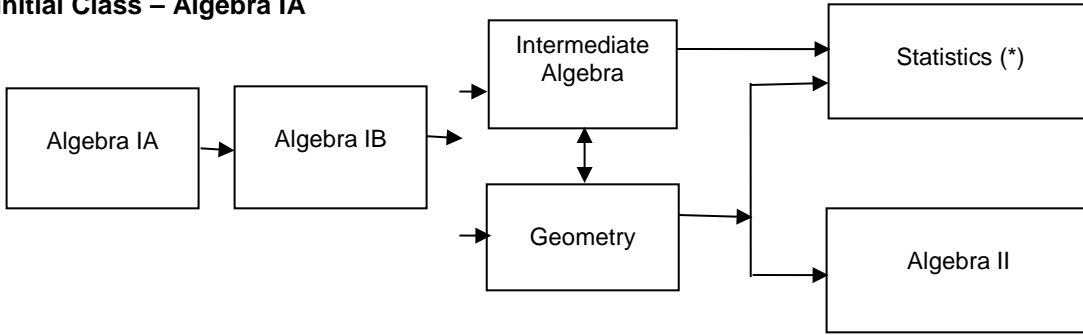 Initial Class – Algebra IA
Intermediate
Algebra
Statistics (*)
Algebra IA
Algebra IB
Geometry
Algebra II